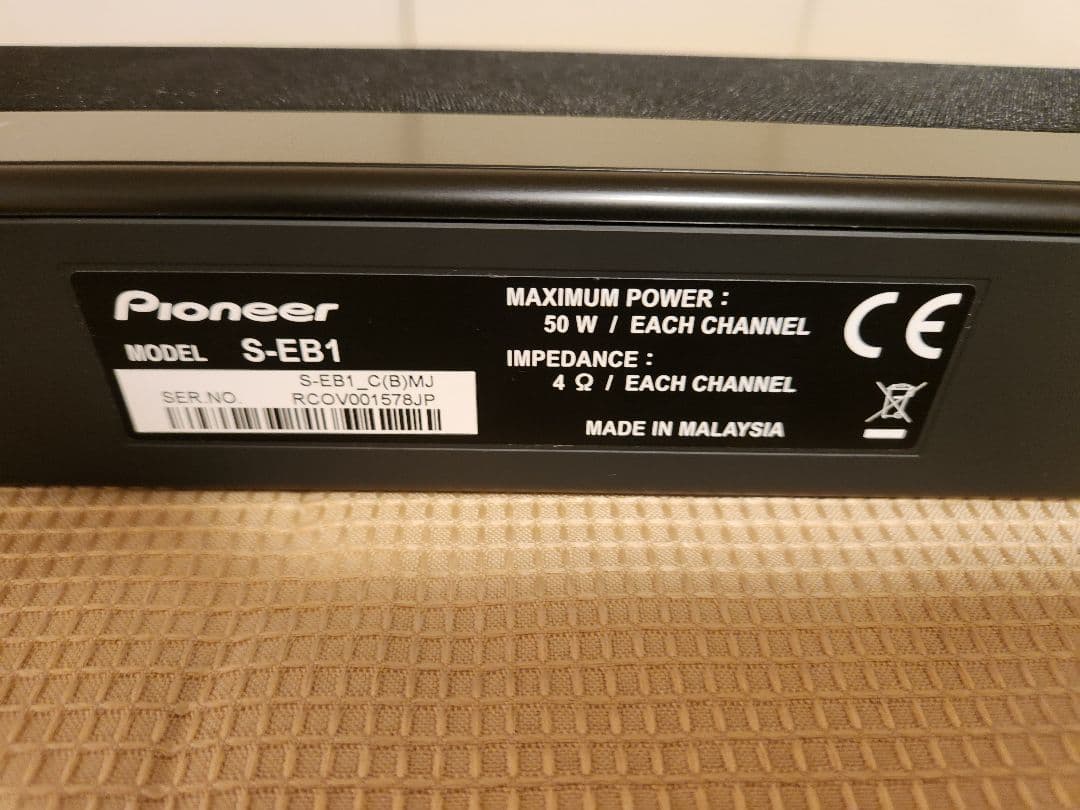 Pioneer
MODEL S-EB1
S-EB1_C(B)MJ
SER.NO. RCOV001578JP
MAXIMUM POWER :
50 W / EACH CHANNEL
IMPEDANCE :
4 Ω / EACH CHANNEL
MADE IN MALAYSIA
CE